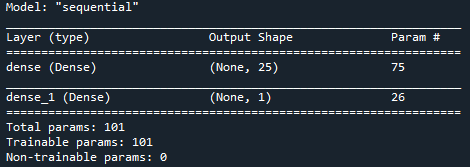 Model: "sequential"
_________________________________________________________________
Layer (type)                 Output Shape              Param #
=================================================================
dense (Dense)                (None, 25)                75
_________________________________________________________________
dense_1 (Dense)              (None, 1)                 26
=================================================================
Total params: 101
Trainable params: 101
Non-trainable params: 0